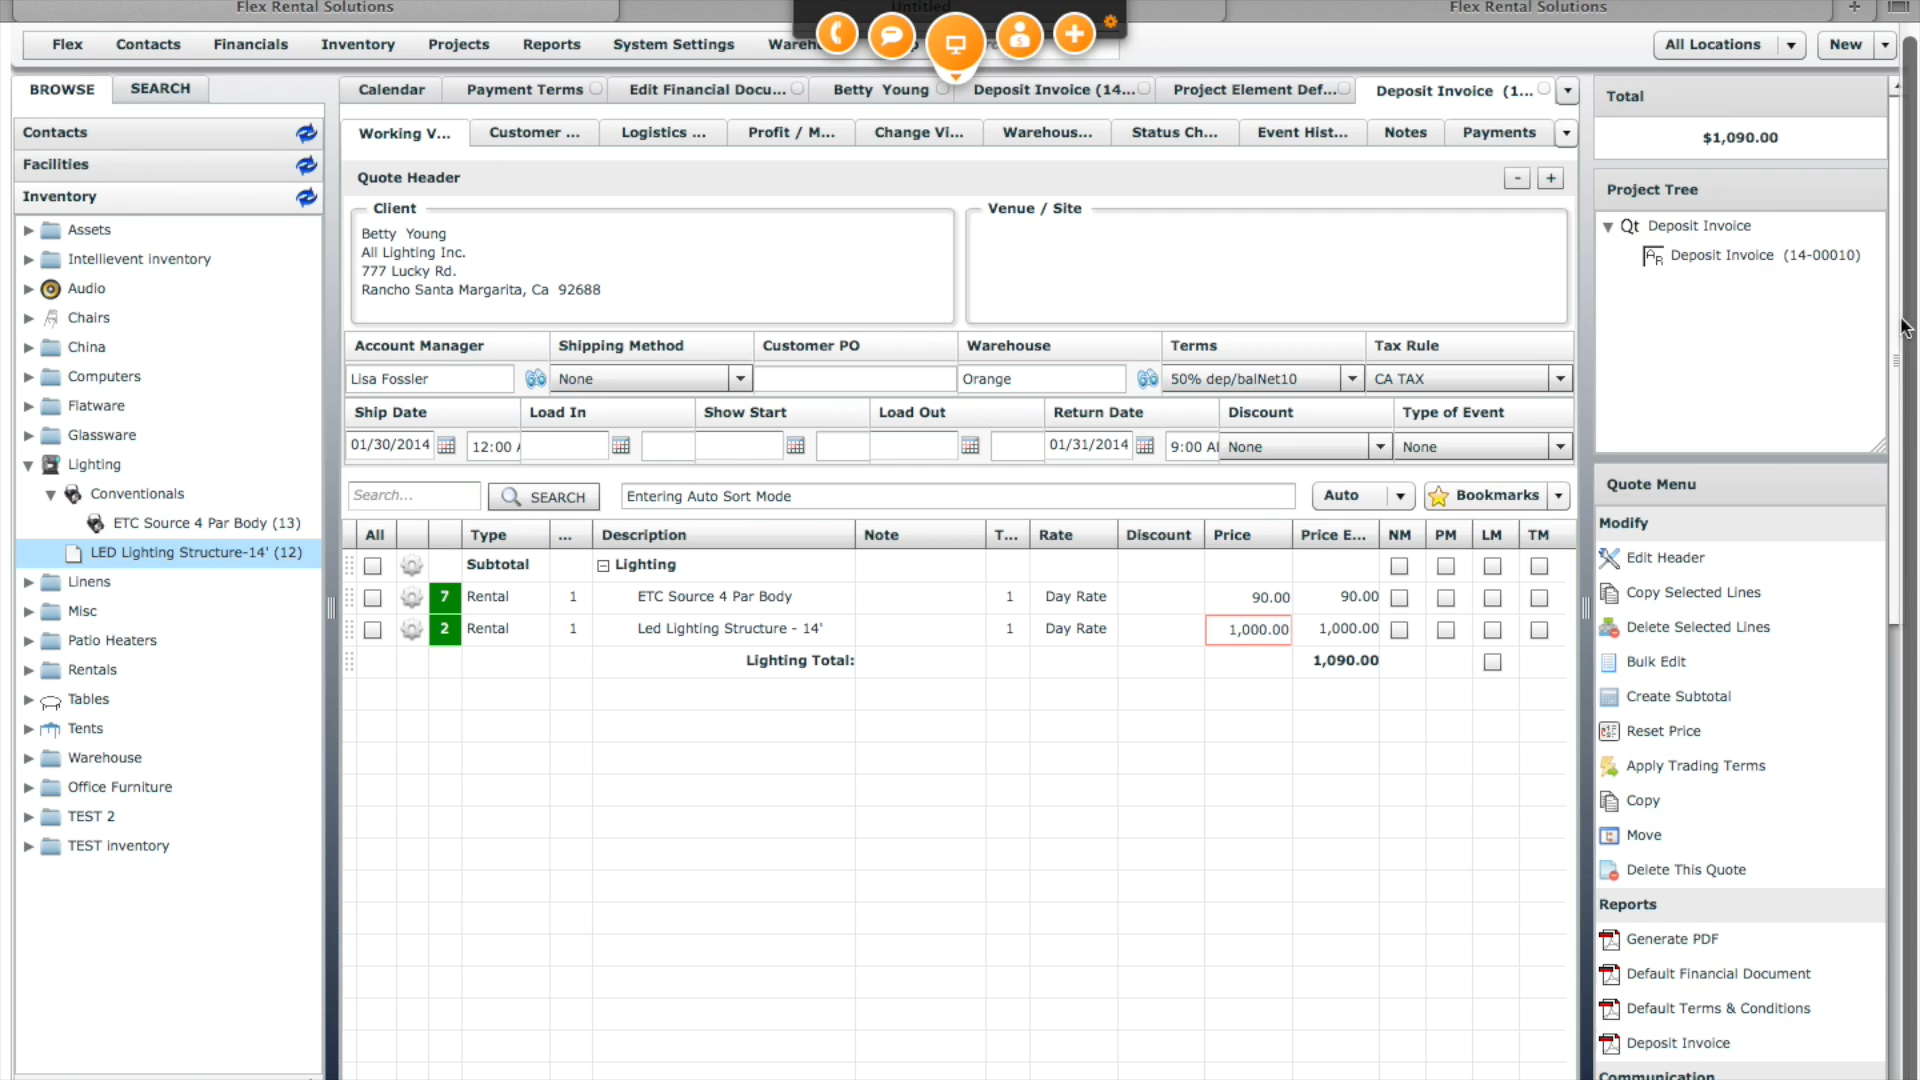 Flex Rental Solutions
Untitled
Flex Rental Solutions
Flex Contacts Financials Inventory Projects Reports System Settings
All Locations New
BROWSE SEARCH
Calendar Payment Terms Edit Financial Docu... Betty Young Deposit Invoice (14... Project Element Def... Deposit Invoice (1...
Working V... Customer ... Logistics ... Profit / M... Change Vi... Warehous... Status Ch... Event Hist... Notes Payments
Contacts
Facilities
Inventory
Assets
Intellievent inventory
Audio
Chairs
China
Computers
Flatware
Glassware
Lighting
Conventionals
ETC Source 4 Par Body (13)
LED Lighting Structure-14' (12)
Linens
Misc
Patio Heaters
Rentals
Tables
Tents
Warehouse
Office Furniture
TEST 2
TEST inventory
Quote Header - +
Client
Betty Young
All Lighting Inc.
777 Lucky Rd.
Rancho Santa Margarita, Ca 92688
Venue / Site
Account Manager Shipping Method Customer PO Warehouse Terms Tax Rule
Lisa Fossler None Orange 50% dep/balNet10 CA TAX
Ship Date Load In Show Start Load Out Return Date Discount Type of Event
01/30/2014 12:00 01/31/2014 9:00 None None
Search... SEARCH Entering Auto Sort Mode Auto Bookmarks
All Type ... Description Note T... Rate Discount Price Price E... NM PM LM TM
Subtotal Lighting
7 Rental 1 ETC Source 4 Par Body 1 Day Rate 90.00 90.00
2 Rental 1 Led Lighting Structure - 14' 1 Day Rate 1,000.00 1,000.00
Lighting Total: 1,090.00
Total
$1,090.00
Project Tree
Qt Deposit Invoice
AR Deposit Invoice (14-00010)
Quote Menu
Modify
Edit Header
Copy Selected Lines
Delete Selected Lines
Bulk Edit
Create Subtotal
Reset Price
Apply Trading Terms
Copy
Move
Delete This Quote
Reports
Generate PDF
Default Financial Document
Default Terms & Conditions
Deposit Invoice
Communication